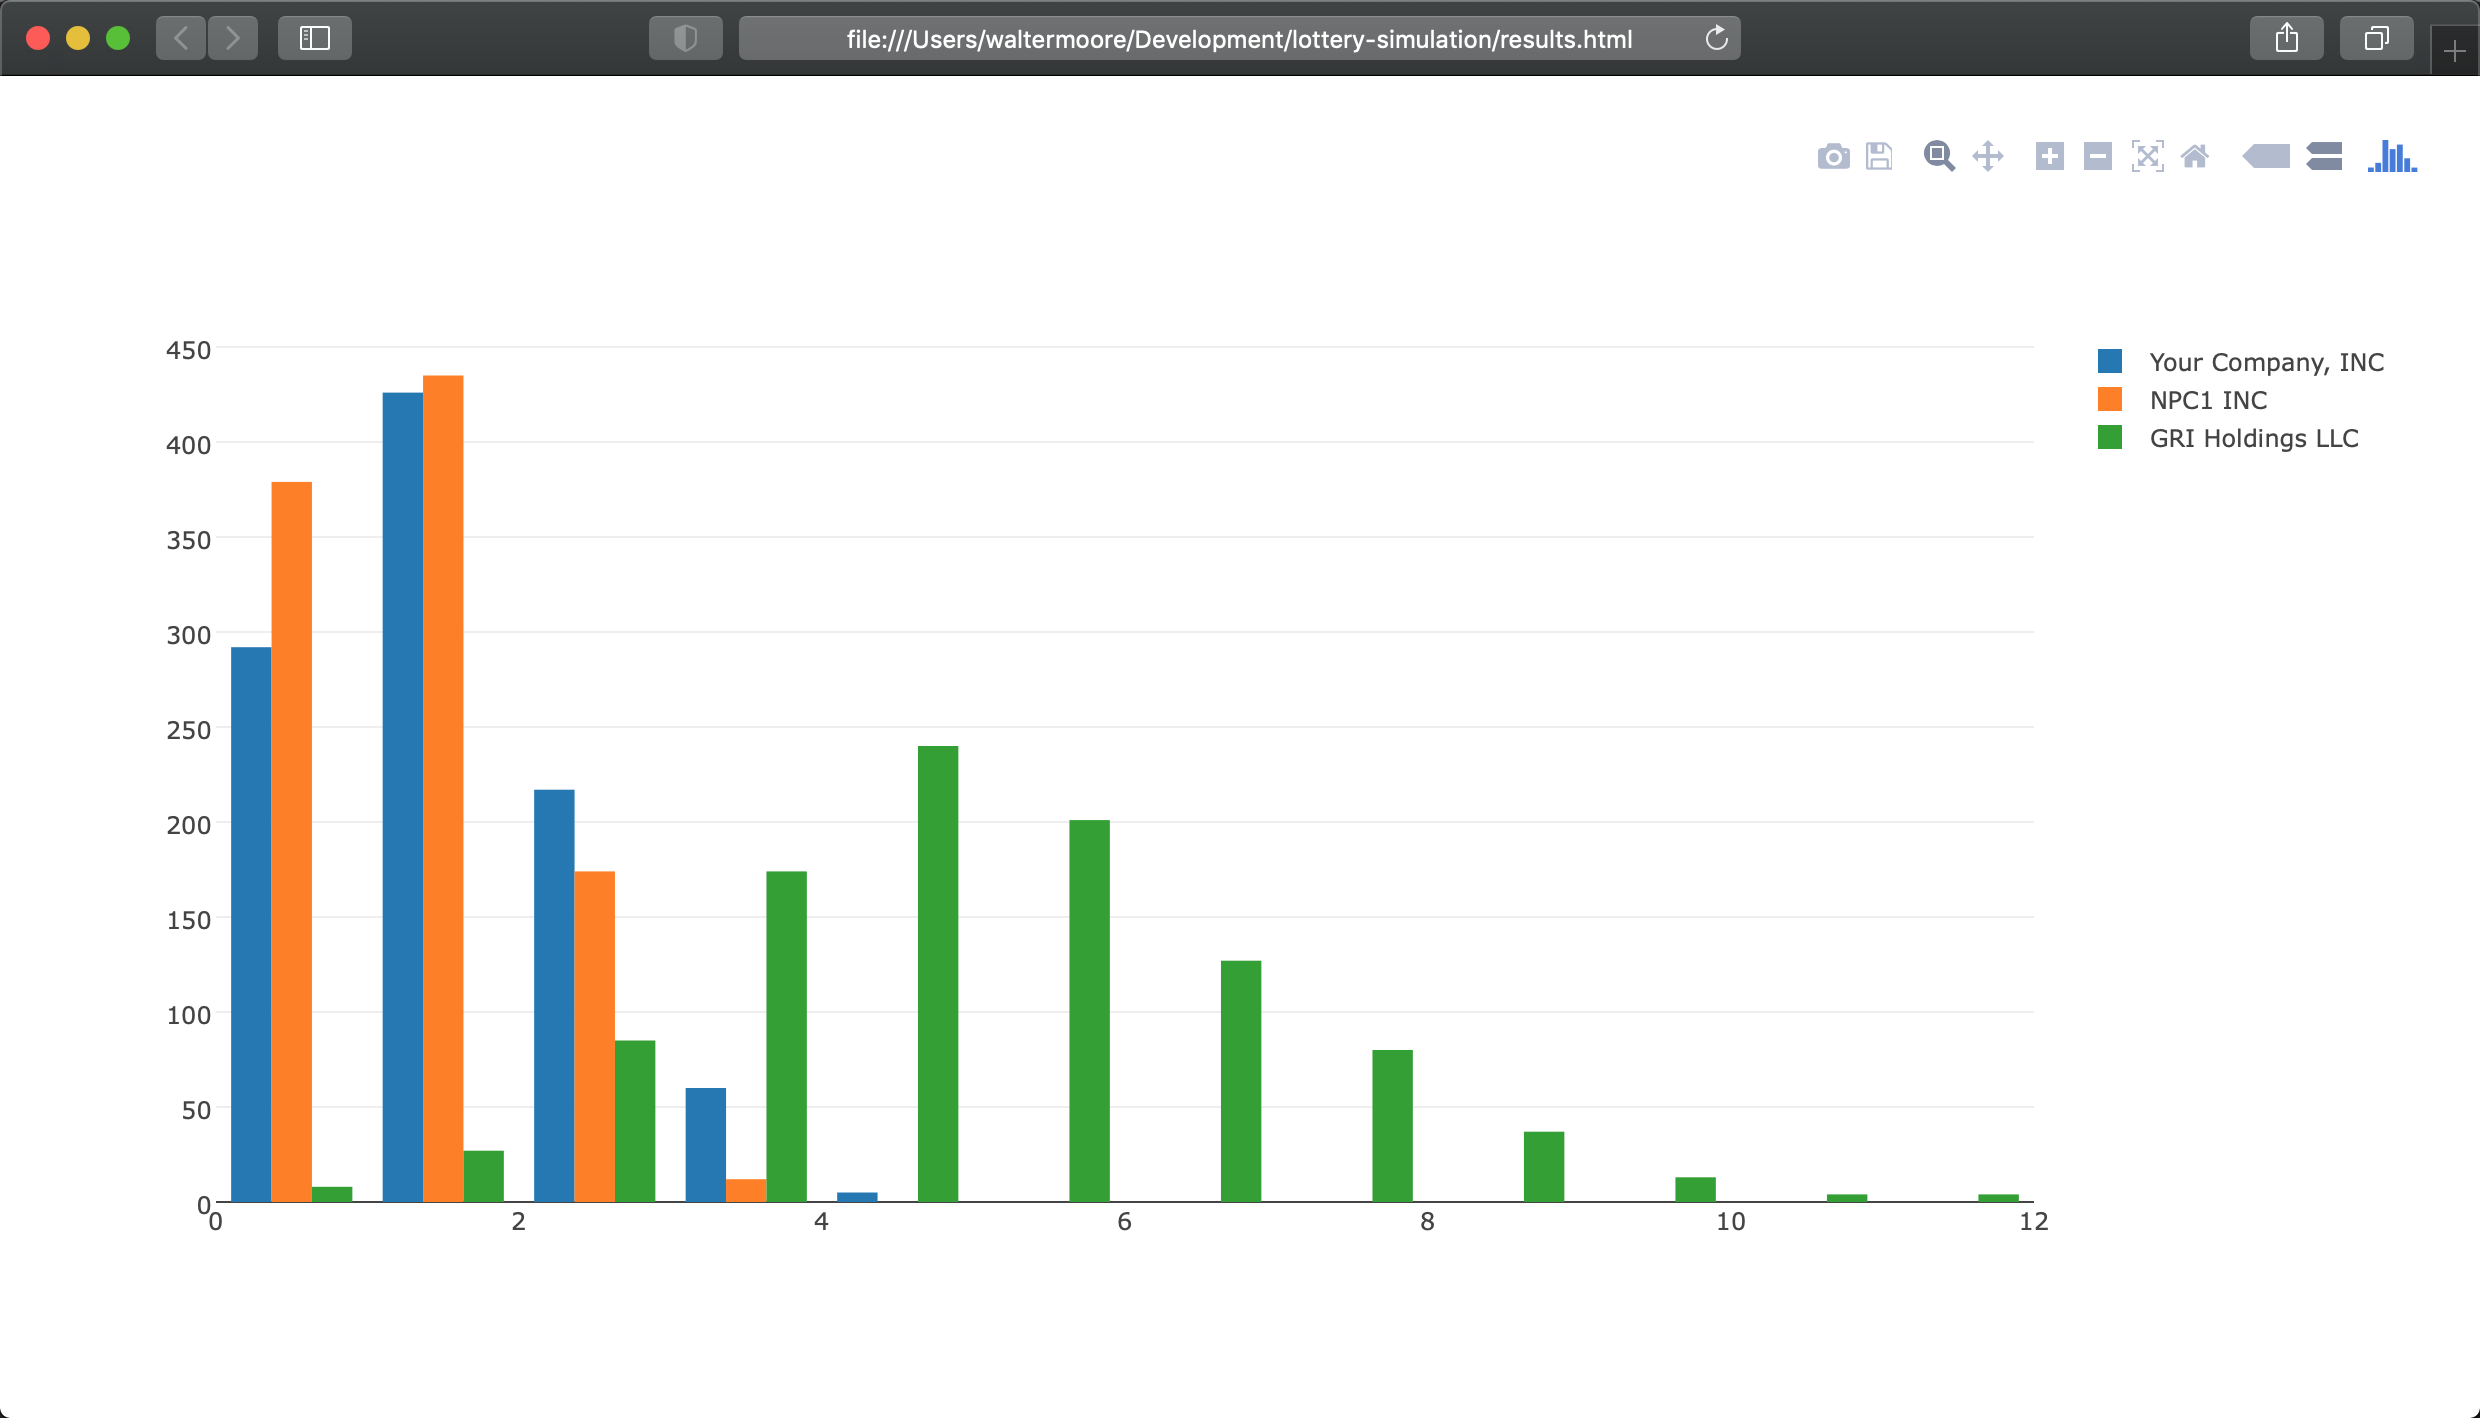 file:///Users/waltermoore/Development/lottery-simulation/results.html
450
400
350
300
250
200
150
100
50
0
0 2 4 6 8 10 12
Your Company, INC
NPC1 INC
GRI Holdings LLC